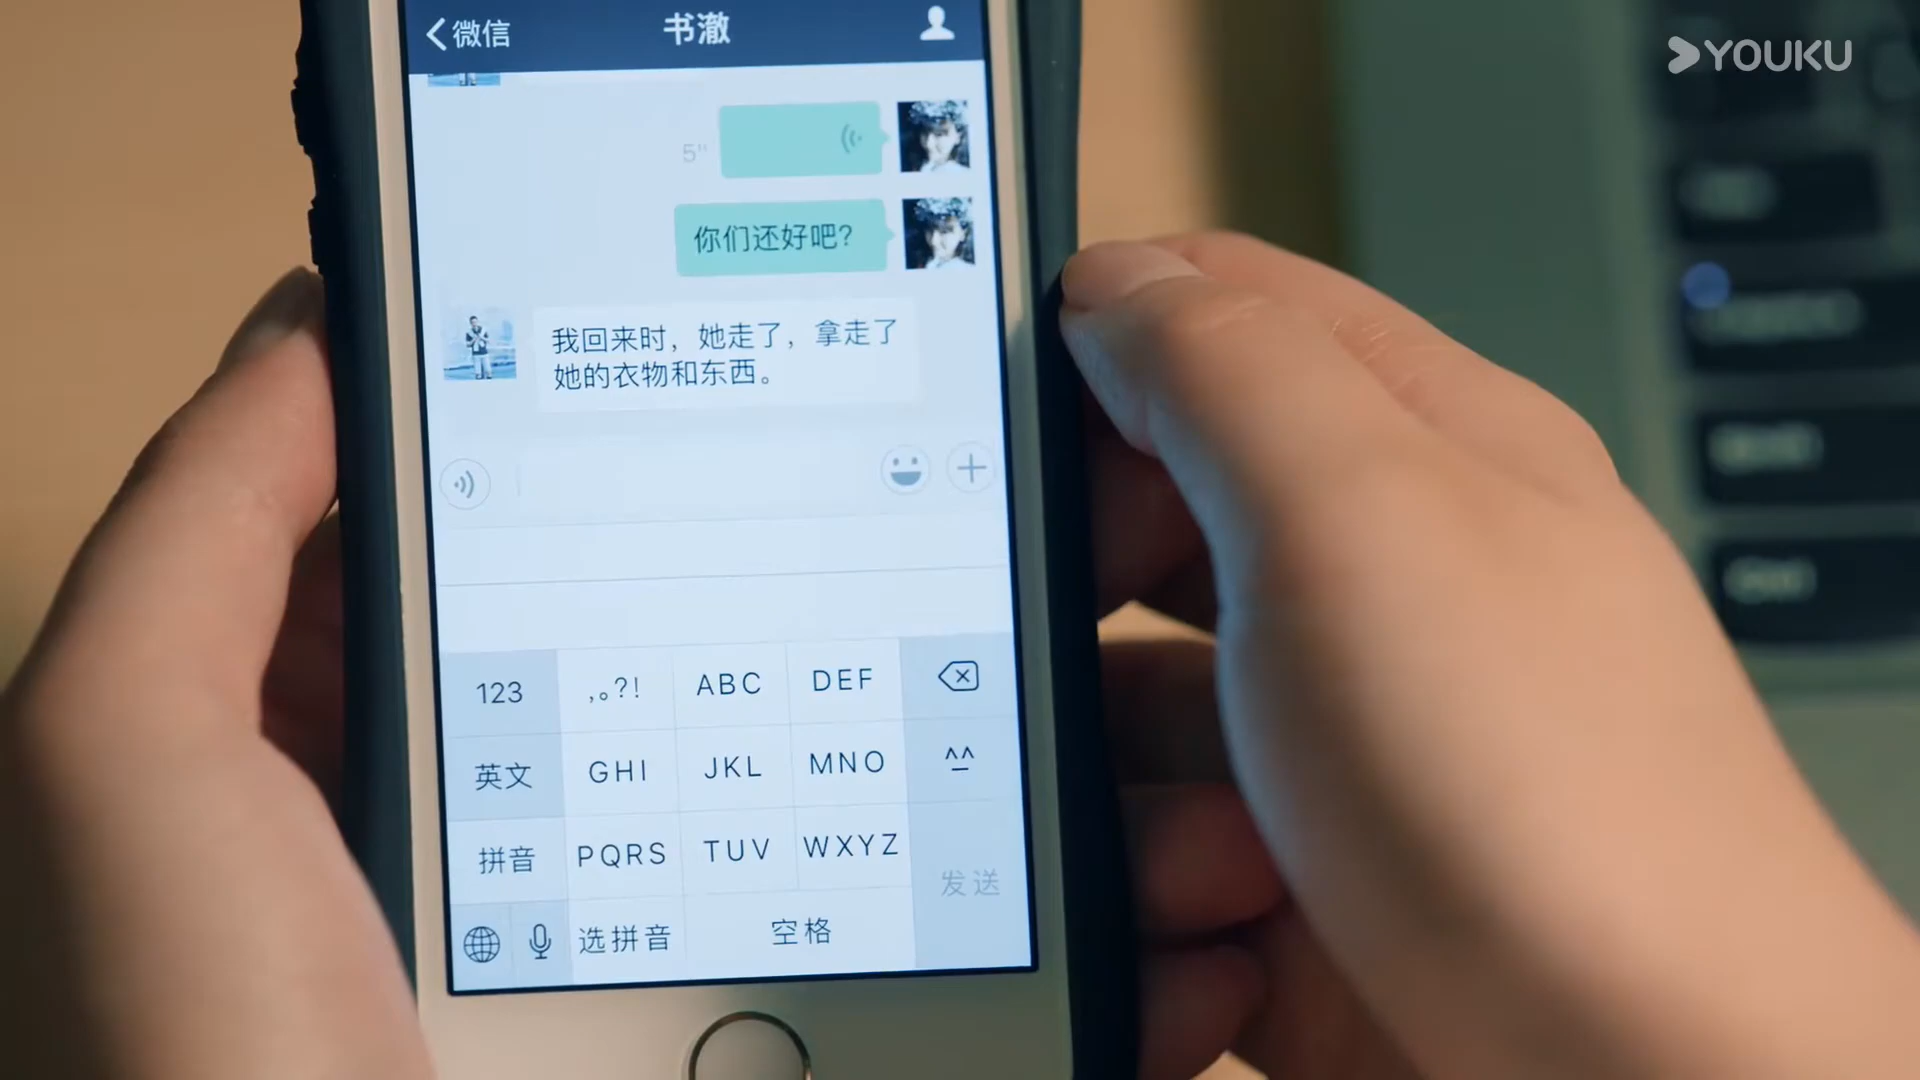 YOUKU
微信
书澈
5"
你们还好吧?
我回来时，她走了，拿走了
她的衣物和东西。
123
,。?!
ABC
DEF
英文
GHI
JKL
MNO
^^
拼音
PQRS
TUV
WXYZ
发送
选拼音
空格